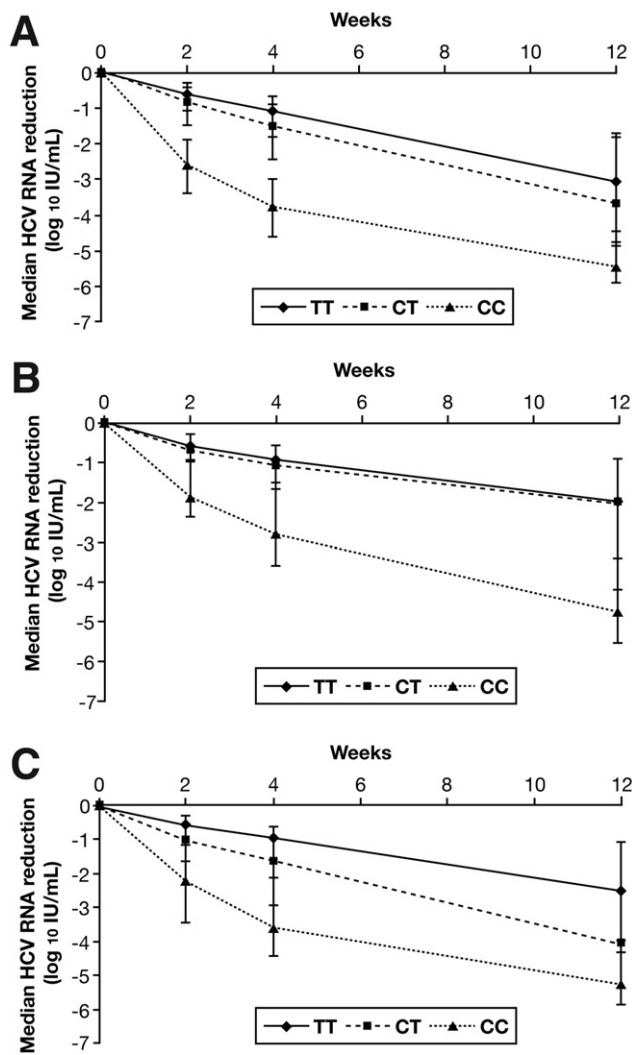 A
Weeks
0 2 4 6 8 10 12
Median HCV RNA reduction
(log 10 IU/mL)
0
-1
-2
-3
-4
-5
-6
-7
TT CT CC
B
Weeks
0 2 4 6 8 10 12
Median HCV RNA reduction
(log 10 IU/mL)
0
-1
-2
-3
-4
-5
-6
-7
TT CT CC
C
Weeks
0 2 4 6 8 10 12
Median HCV RNA reduction
(log 10 IU/mL)
0
-1
-2
-3
-4
-5
-6
-7
TT CT CC